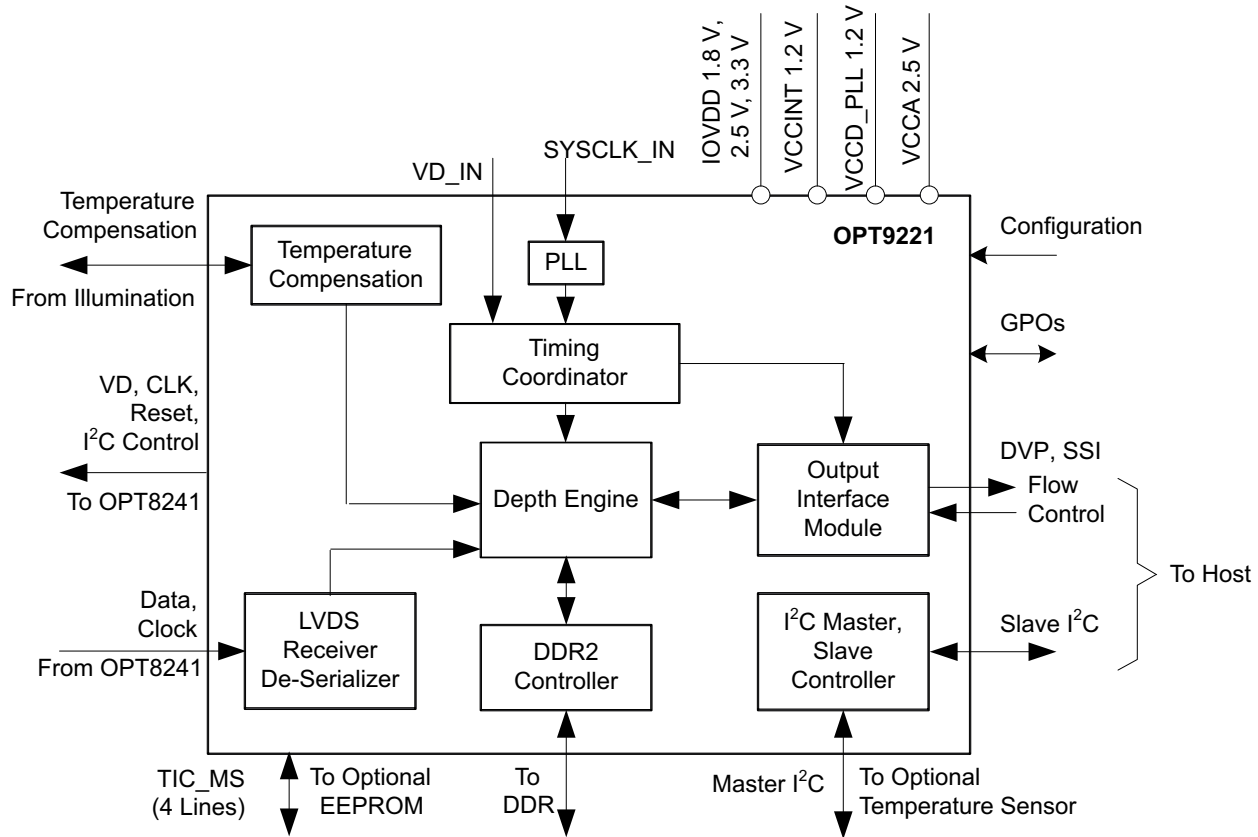 IOVDD 1.8 V,
2.5 V, 3.3 V
VCCINT 1.2 V
VCCD_PLL 1.2 V
VCCA 2.5 V
SYSCLK_IN
VD_IN
Temperature
Compensation
From Illumination
Temperature
Compensation
PLL
OPT9221
Configuration
GPOs
Timing
Coordinator
VD, CLK,
Reset,
I²C Control
To OPT8241
Depth Engine
Output
Interface
Module
DVP, SSI
Flow
Control
To Host
Data,
Clock
From OPT8241
LVDS
Receiver
De-Serializer
DDR2
Controller
I²C Master,
Slave
Controller
Slave I²C
TIC_MS
(4 Lines)
To Optional
EEPROM
To
DDR
Master I²C
To Optional
Temperature Sensor